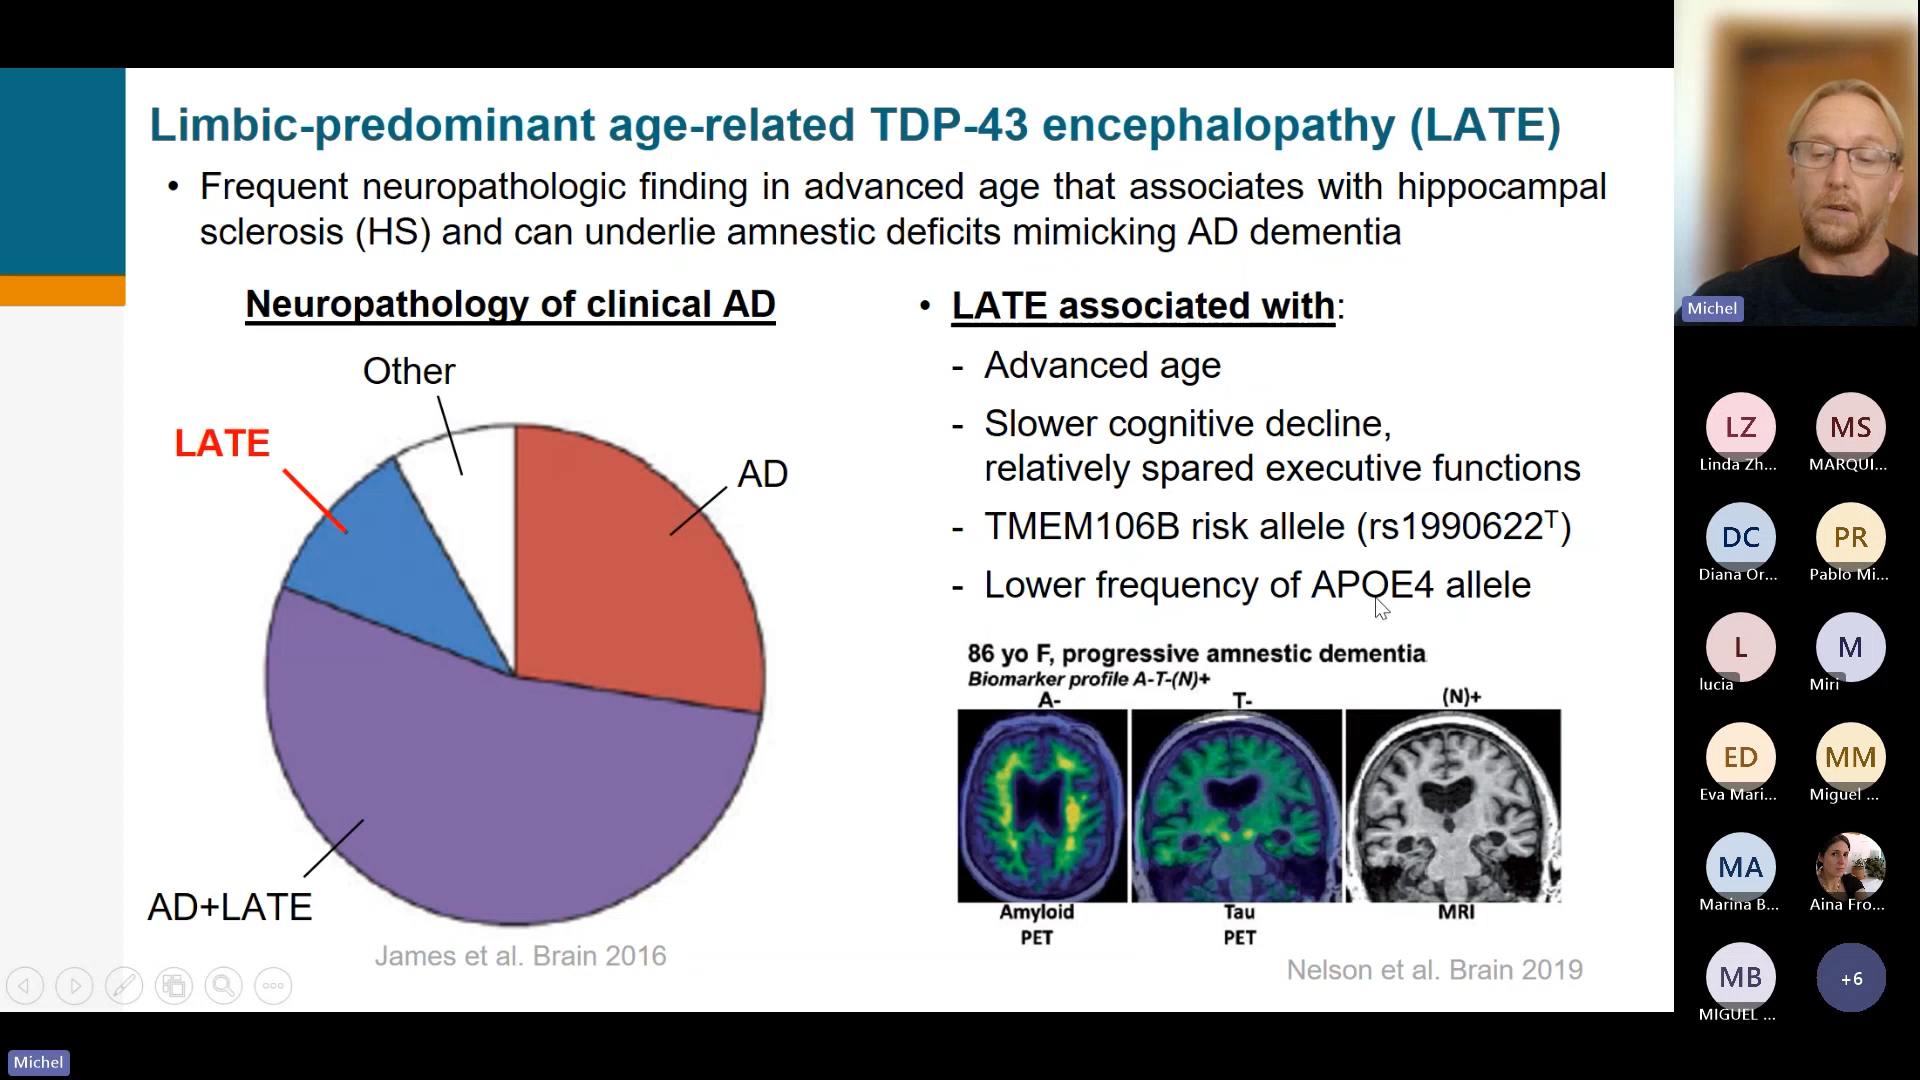 Limbic-predominant age-related TDP-43 encephalopathy (LATE)
• Frequent neuropathologic finding in advanced age that associates with hippocampal
sclerosis (HS) and can underlie amnestic deficits mimicking AD dementia
Neuropathology of clinical AD
Other
LATE
AD
AD+LATE
James et al. Brain 2016
• LATE associated with:
- Advanced age
- Slower cognitive decline,
relatively spared executive functions
- TMEM106B risk allele (rs1990622ᵀ)
- Lower frequency of APOE4 allele
86 yo F, progressive amnestic dementia
Biomarker profile A-T-(N)+
A-
T-
(N)+
Amyloid
PET
Tau
PET
MRI
Nelson et al. Brain 2019
Michel
LZ
Linda Zh...
MS
MARQUI...
DC
Diana Or...
PR
Pablo Mi...
L
lucia
M
Miri
ED
Eva Mari...
MM
Miguel ...
MA
Marina B...
Aina Fro...
MB
MIGUEL ...
+6
Michel